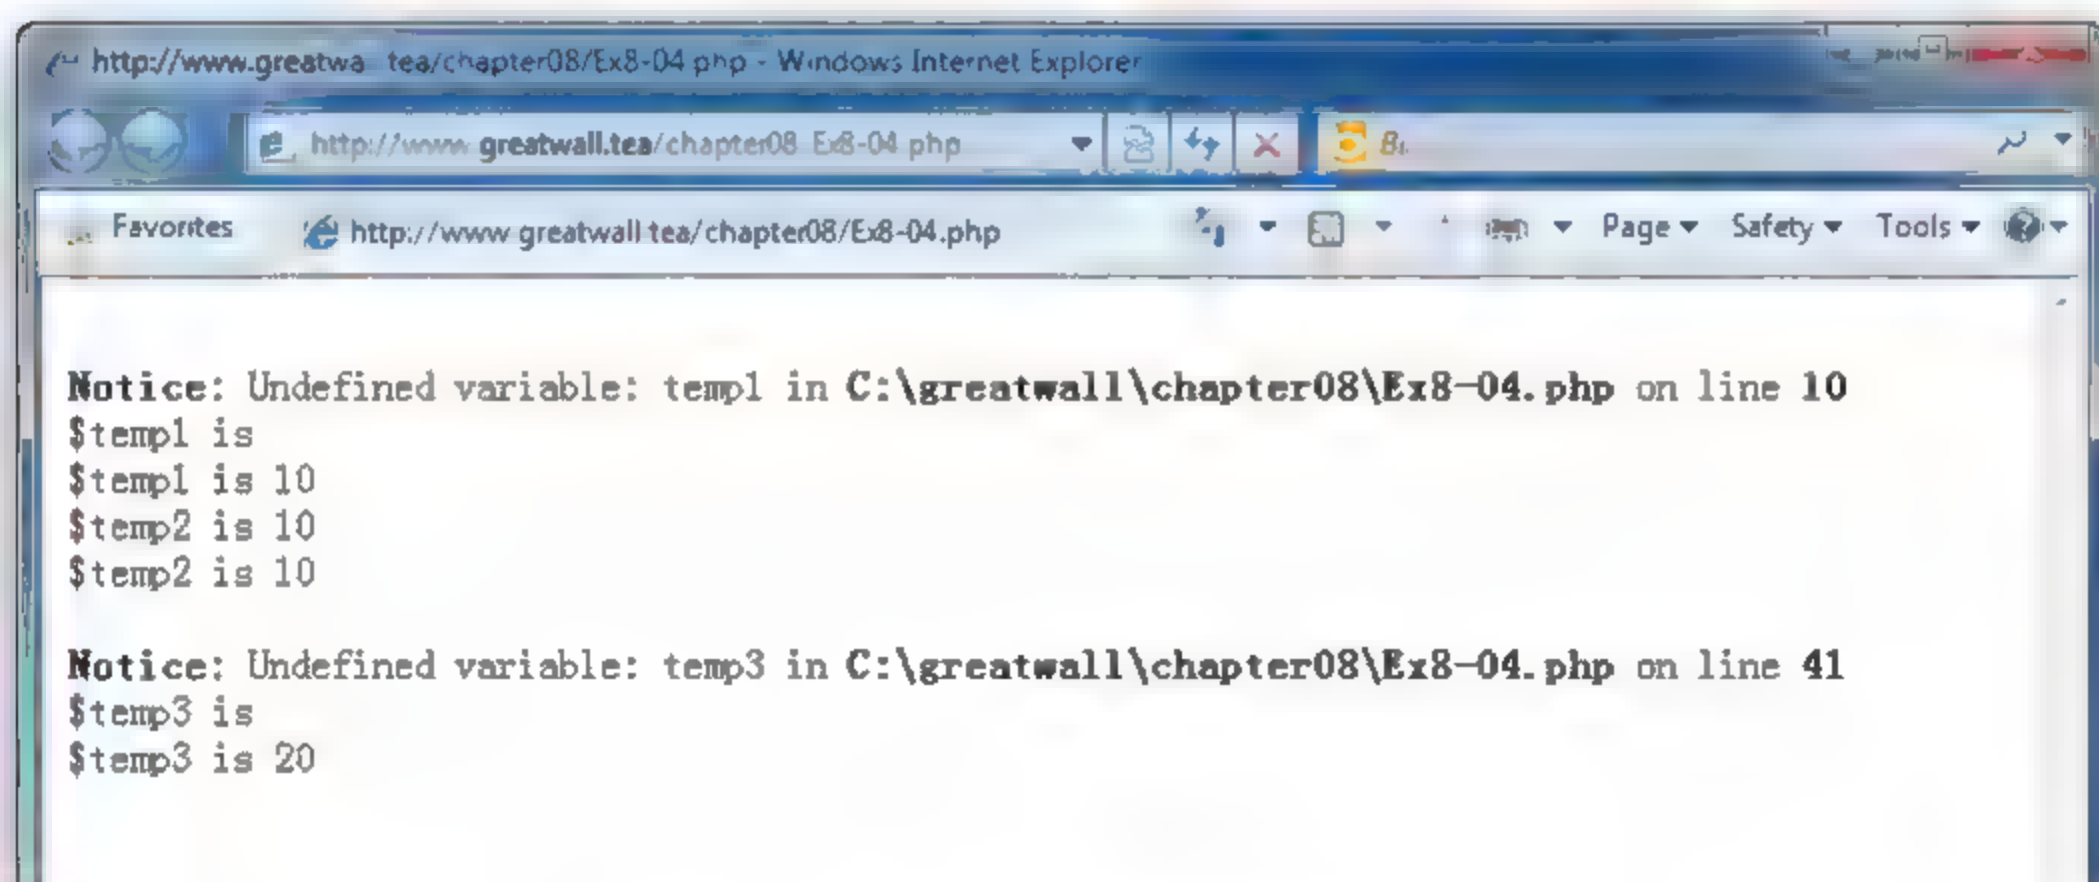 http://www.greatwa tea/chapter08/Ex8-04 php - Windows Internet Explorer
http://www.greatwall.tea/chapter08 Ex8-04 php
Favorites http://www greatwall tea/chapter08/Ex8-04.php Page Safety Tools
Notice: Undefined variable: temp1 in C:\greatwall\chapter08\Ex8-04.php on line 10
$temp1 is
$temp1 is 10
$temp2 is 10
$temp2 is 10
Notice: Undefined variable: temp3 in C:\greatwall\chapter08\Ex8-04.php on line 41
$temp3 is
$temp3 is 20